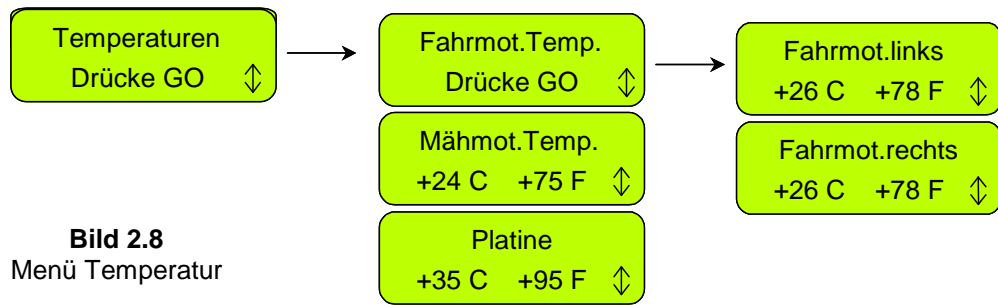 Temperaturen
Drücke GO
Fahrmot.Temp.
Drücke GO
Mähmot.Temp.
+24 C +75 F
Platine
+35 C +95 F
Fahrmot.links
+26 C +78 F
Fahrmot.rechts
+26 C +78 F
Bild 2.8
Menü Temperatur